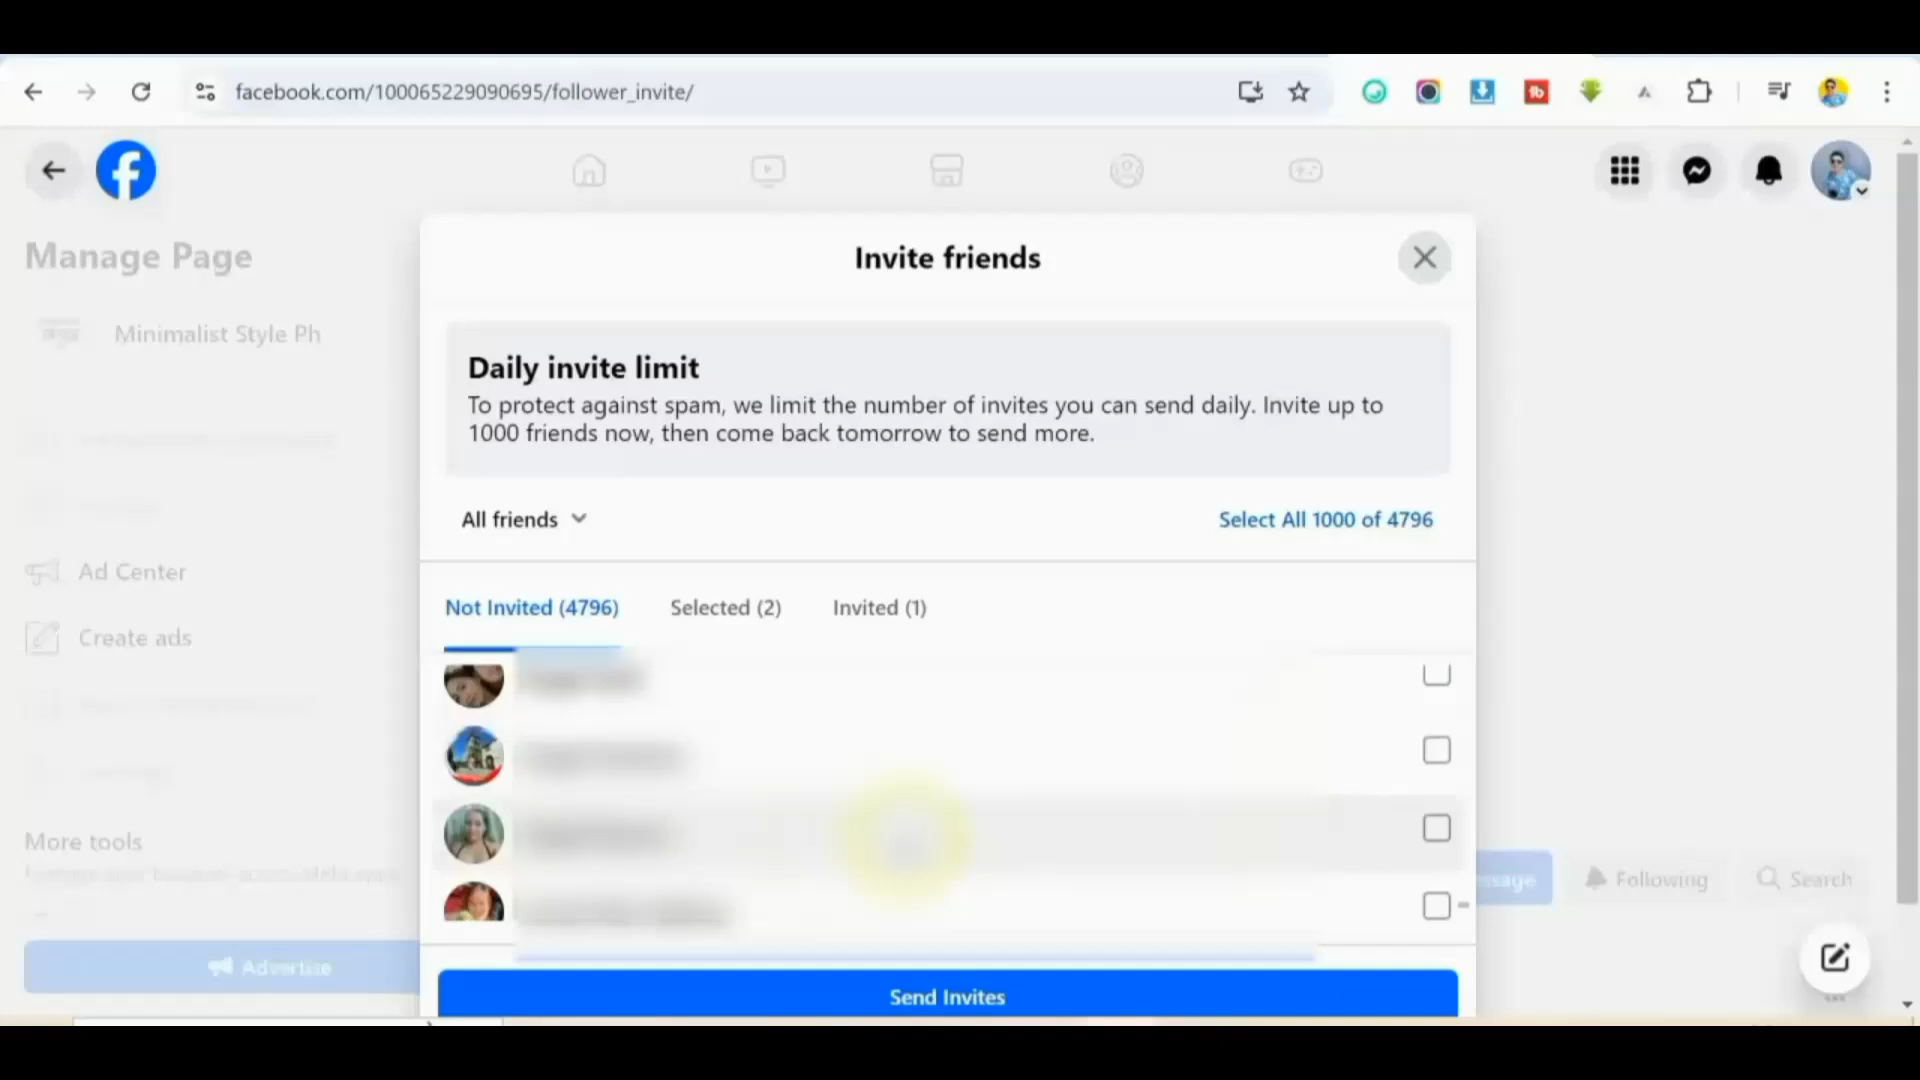 facebook.com/100065229090695/follower_invite/
Manage Page
Minimalist Style Ph
Invite friends
Daily invite limit
To protect against spam, we limit the number of invites you can send daily. Invite up to
1000 friends now, then come back tomorrow to send more.
All friends
Select All 1000 of 4796
Not Invited (4796)
Selected (2)
Invited (1)
Ad Center
Create ads
More tools
Advertise
Following
Search
Send Invites